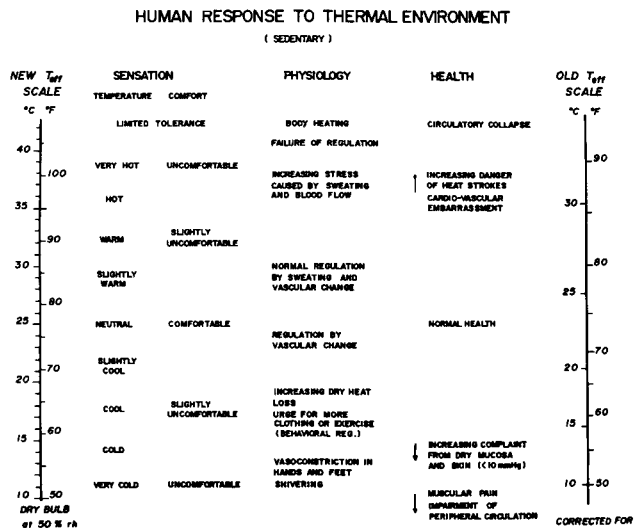 HUMAN RESPONSE TO THERMAL ENVIRONMENT
( SEDENTARY )
NEW Teff SCALE
°C °F
40
35
30
25
20
15
10
100
90
80
70
60
50
DRY BULB
at 50 % rh
SENSATION
TEMPERATURE COMFORT
LIMITED TOLERANCE
VERY HOT UNCOMFORTABLE
HOT
WARM SLIGHTLY UNCOMFORTABLE
SLIGHTLY
WARM
NEUTRAL COMFORTABLE
SLIGHTLY
COOL
COOL SLIGHTLY UNCOMFORTABLE
COLD
VERY COLD UNCOMFORTABLE
PHYSIOLOGY
BODY HEATING
FAILURE OF REGULATION
INCREASING STRESS
CAUSED BY SWEATING
AND BLOOD FLOW
NORMAL REGULATION
BY SWEATING AND
VASCULAR CHANGE
REGULATION BY
VASCULAR CHANGE
INCREASING DRY HEAT
LOSS
URGE FOR MORE
CLOTHING OR EXERCISE
(BEHAVIORAL REG.)
VASOCONSTRICTION IN
HANDS AND FEET
SHIVERING
HEALTH
CIRCULATORY COLLAPSE
INCREASING DANGER
OF HEAT STROKES
CARDIO-VASCULAR
EMBARRASSMENT
NORMAL HEALTH
INCREASING COMPLAINT
FROM DRY MUCOSA
AND SKIN (<10 mmHg)
MUSCULAR PAIN
IMPAIRMENT OF
PERIPHERAL CIRCULATION
OLD Teff SCALE
°C °F
30
25
20
15
10
90
80
70
60
50
CORRECTED FOR